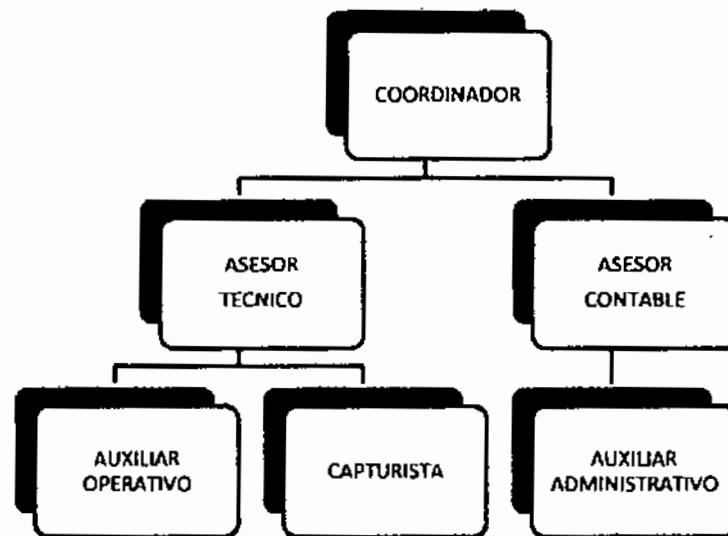 COORDINADOR
ASESOR
TECNICO
ASESOR
CONTABLE
AUXILIAR
OPERATIVO
CAPTURISTA
AUXILIAR
ADMINISTRATIVO